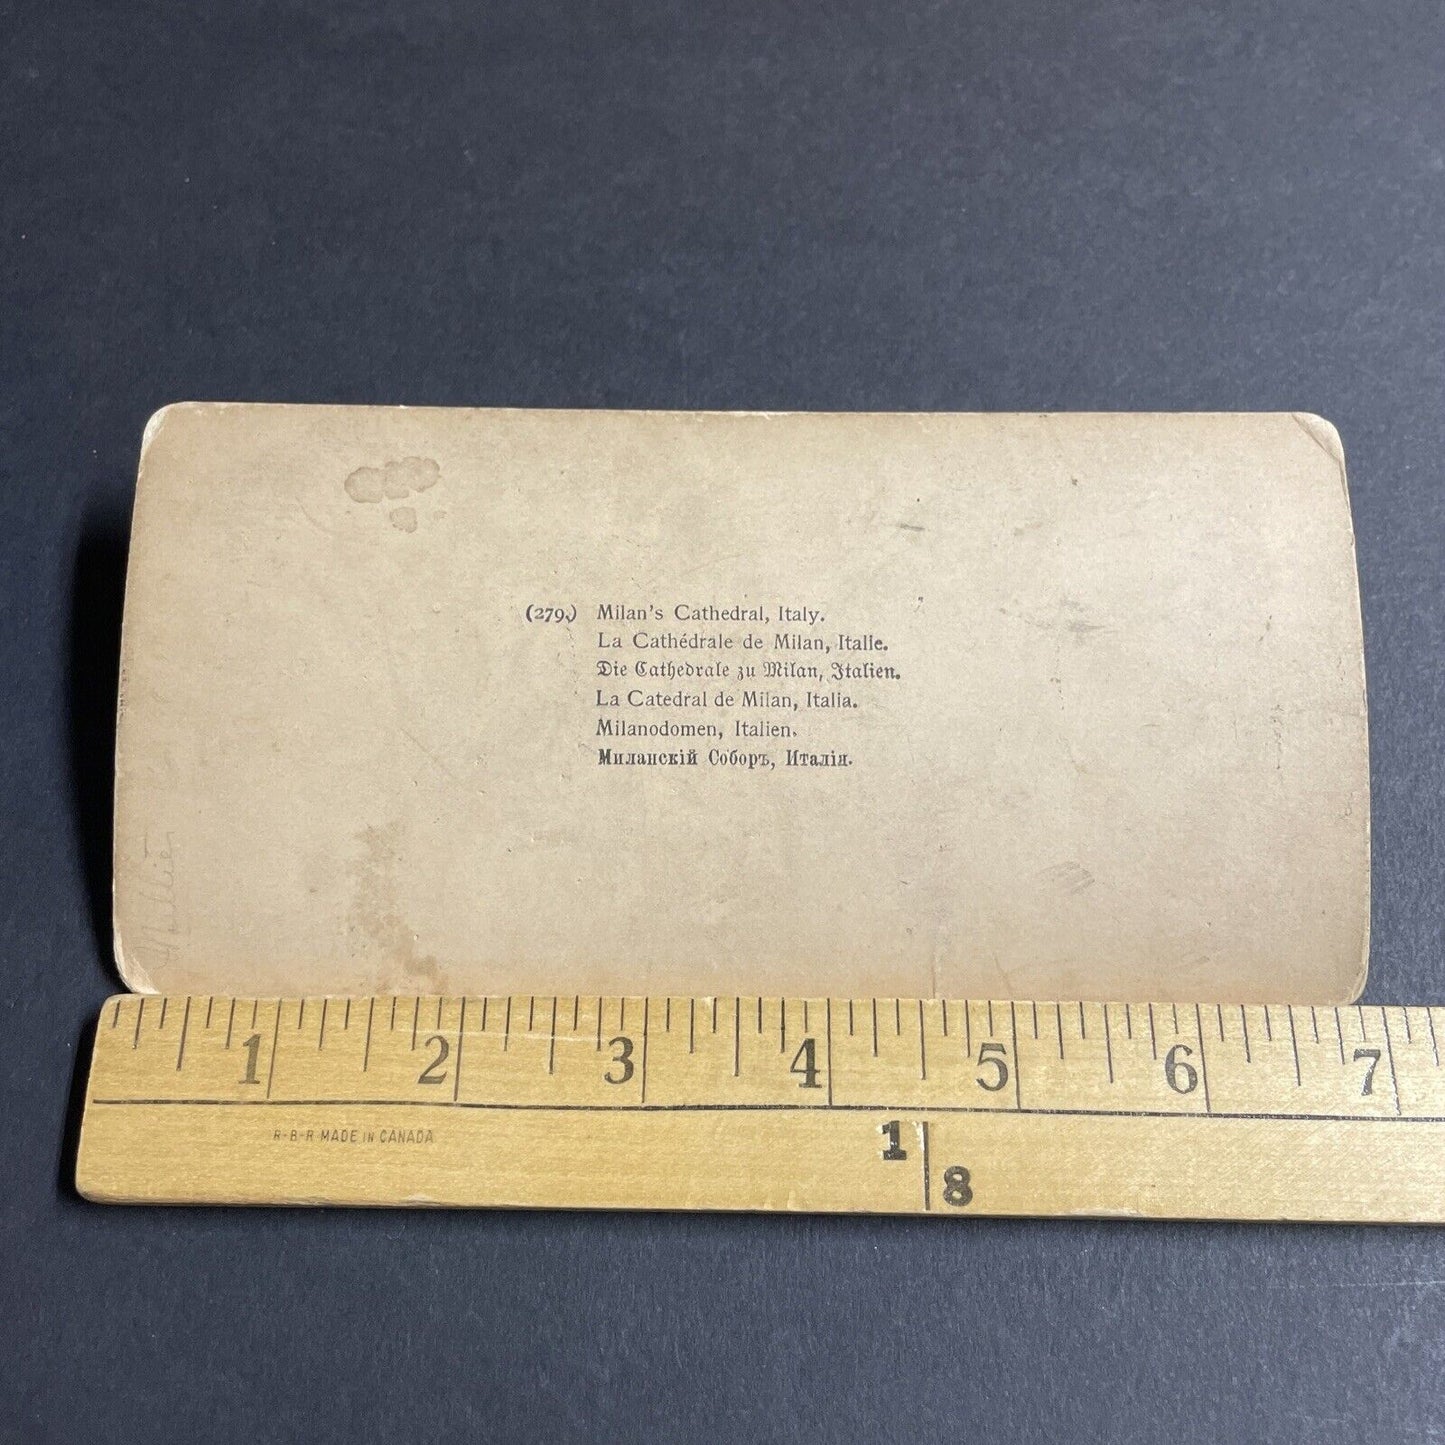 (279.) Milan's Cathedral, Italy.
La Cathédrale de Milan, Italie.
Die Cathedrale zu Milan, Italien.
La Catedral de Milan, Italia.
Milanodomen, Italien.
Миланскій Соборъ, Италія.
1 2 3 4 5 6 7
R-B-R MADE IN CANADA
1
8